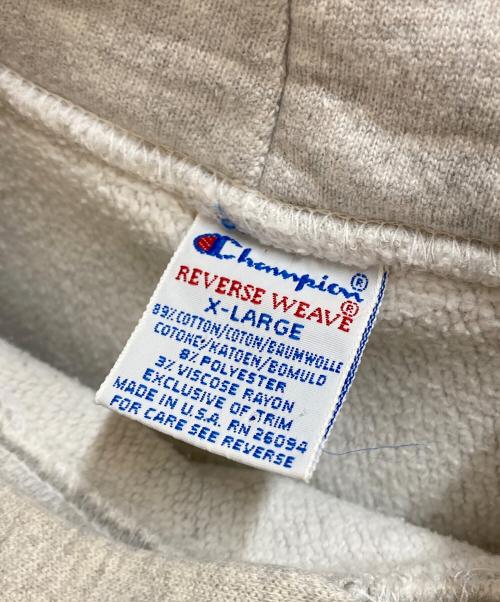 Champion®
REVERSE WEAVE®
X-LARGE
89% COTTON/COTON/BAUMWOLLE
COTONE/KATOEN/BOMULD
8% POLYESTER
3% VISCOSE RAYON
EXCLUSIVE OF TRIM
MADE IN U.S.A. RN 26094
FOR CARE SEE REVERSE